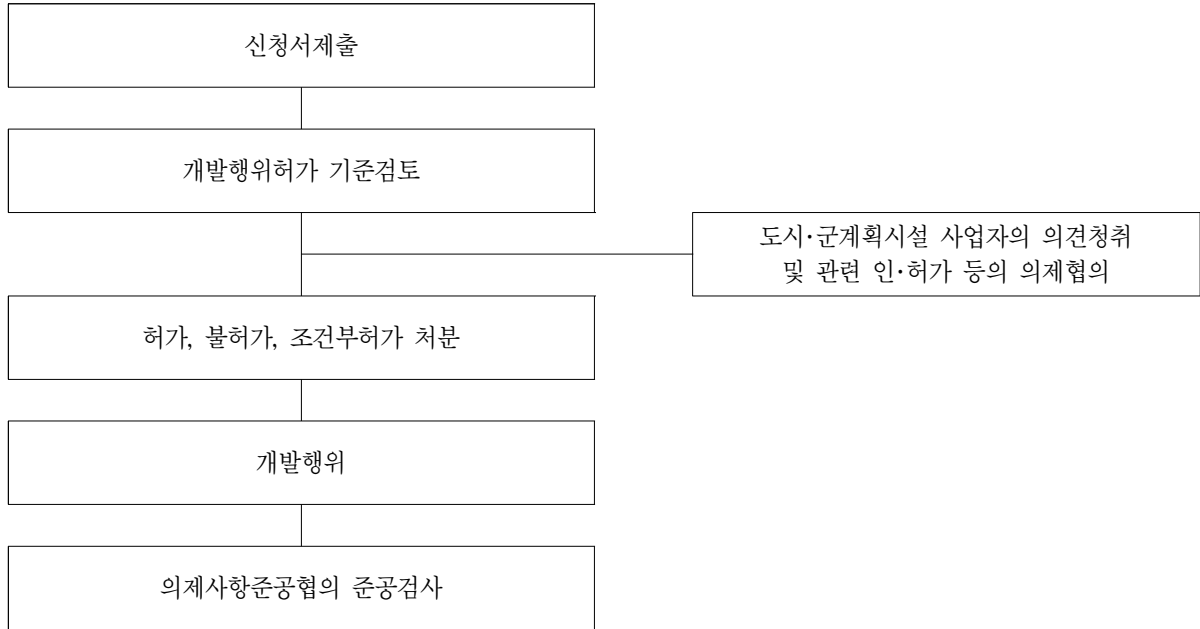 신청서제출
개발행위허가 기준검토
도시·군계획시설 사업자의 의견청취
및 관련 인·허가 등의 의제협의
허가, 불허가, 조건부허가 처분
개발행위
의제사항준공협의 준공검사